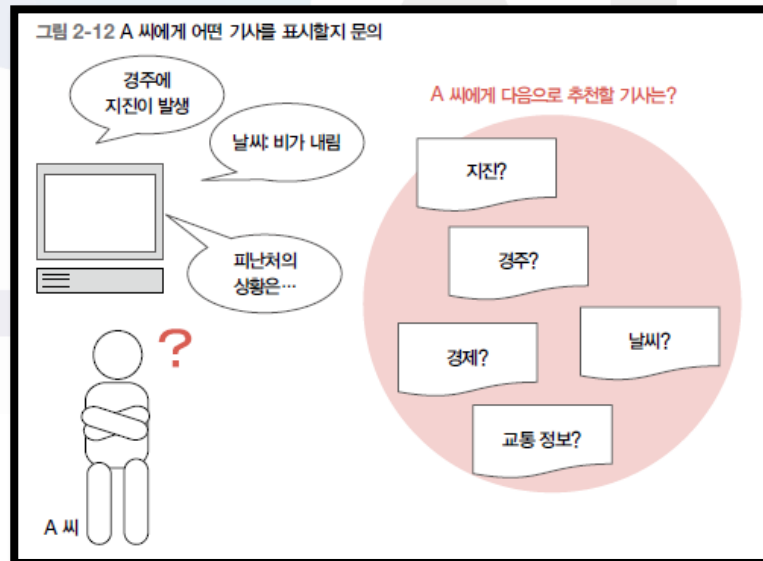 그림 2-12 A 씨에게 어떤 기사를 표시할지 문의
경주에
지진이 발생
날씨: 비가 내림
피난처의
상황은…
?
A 씨
A 씨에게 다음으로 추천할 기사는?
지진?
경주?
날씨?
경제?
교통 정보?